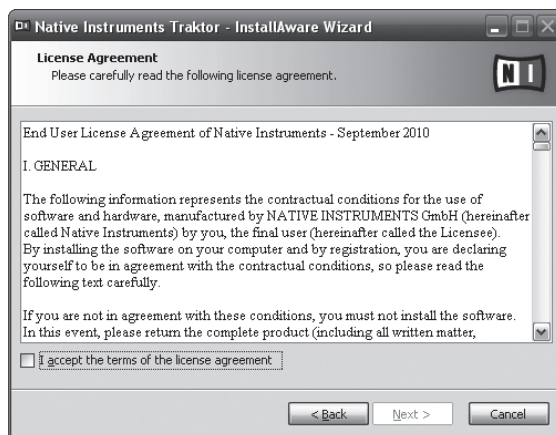 Native Instruments Traktor - InstallAware Wizard
License Agreement
Please carefully read the following license agreement.
NI
End User License Agreement of Native Instruments - September 2010
I. GENERAL
The following information represents the contractual conditions for the use of
software and hardware, manufactured by NATIVE INSTRUMENTS GmbH (hereinafter
called Native Instruments) by you, the final user (hereinafter called the Licensee).
By installing the software on your computer and by registration, you are declaring
yourself to be in agreement with the contractual conditions, so please read the
following text carefully.
If you are not in agreement with these conditions, you must not install the software.
In this event, please return the complete product (including all written matter,
I accept the terms of the license agreement
< Back
Next >
Cancel